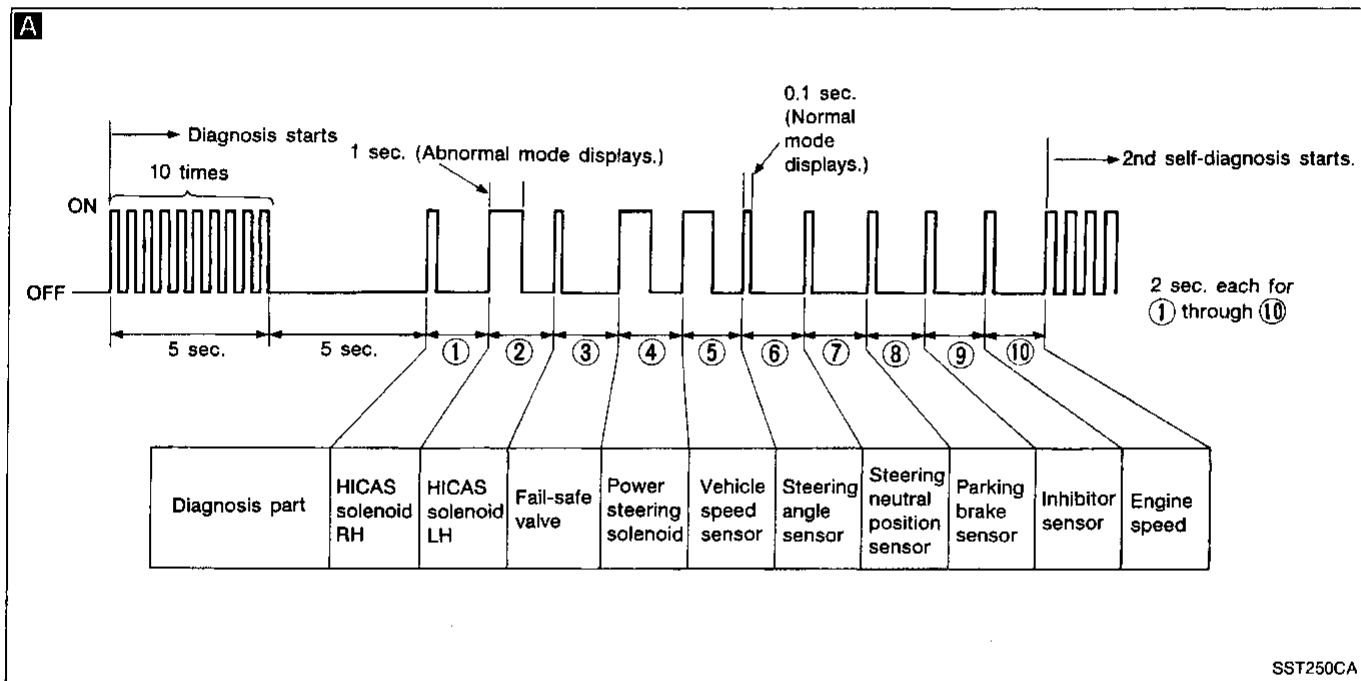 A
Diagnosis starts
10 times
1 sec. (Abnormal mode displays.)
0.1 sec.
(Normal
mode
displays.)
2nd self-diagnosis starts.
ON
OFF
2 sec. each for
① through ⑩
5 sec.
5 sec.
① ② ③ ④ ⑤ ⑥ ⑦ ⑧ ⑨ ⑩
Diagnosis part
HICAS
solenoid
RH
HICAS
solenoid
LH
Fail-safe
valve
Power
steering
solenoid
Vehicle
speed
sensor
Steering
angle
sensor
Steering
neutral
position
sensor
Parking
brake
sensor
Inhibitor
sensor
Engine
speed
SST250CA